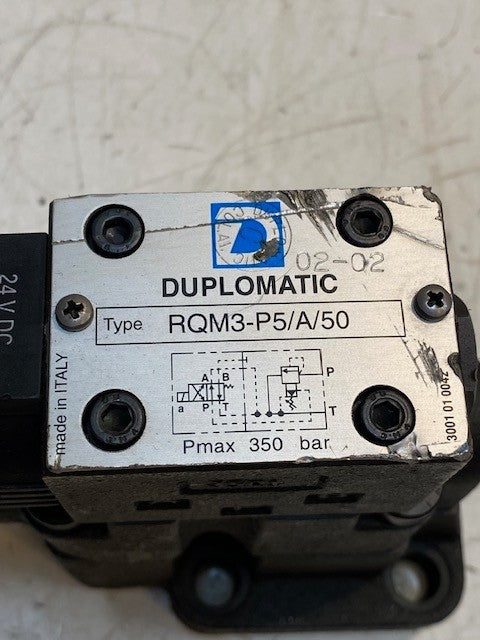 02-02
DUPLOMATIC
Type RQM3-P5/A/50
24 V DC
made in ITALY
A B
a P T
P
T
3001 01 0042
Pmax 350 bar